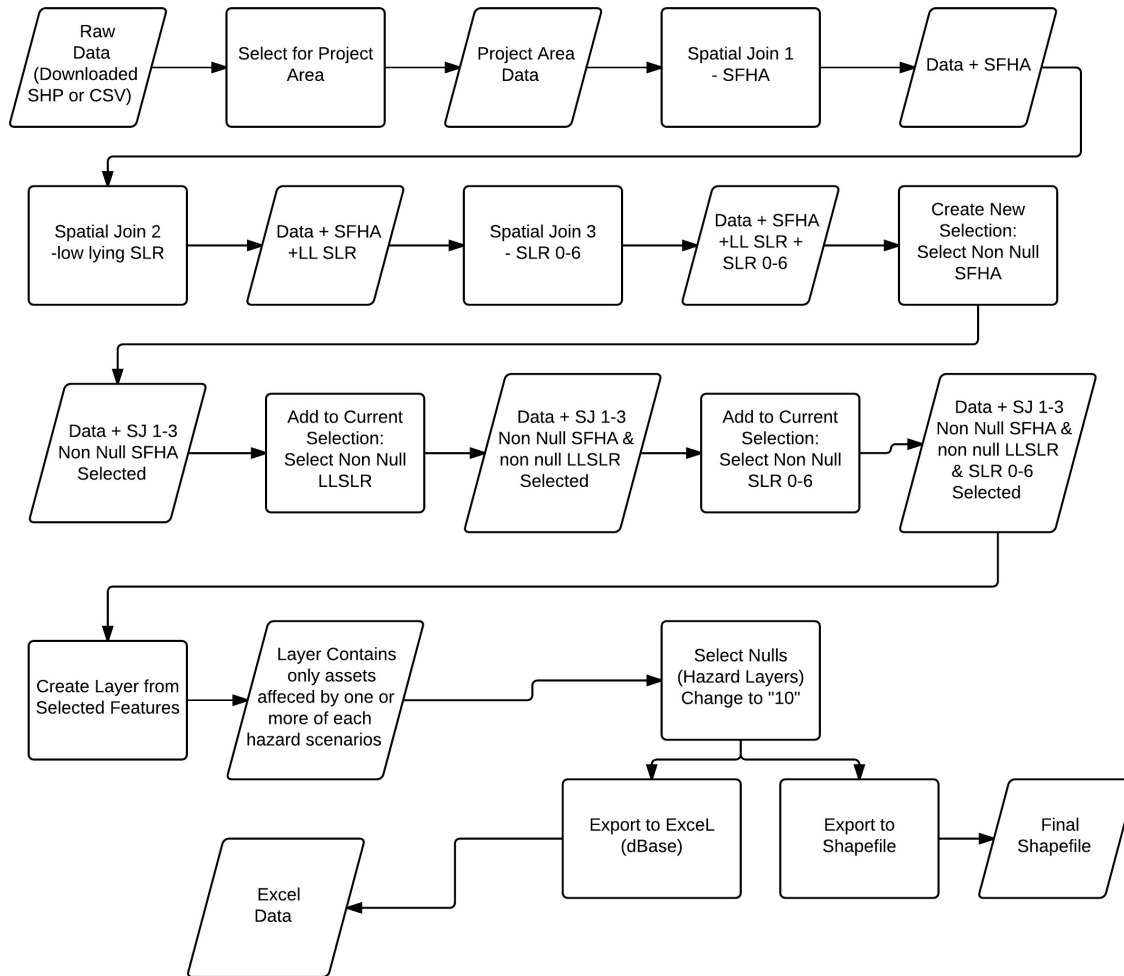 Raw
Data
(Downloaded
SHP or CSV)
Select for Project
Area
Project Area
Data
Spatial Join 1
- SFHA
Data + SFHA
Spatial Join 2
-low lying SLR
Data + SFHA
+LL SLR
Spatial Join 3
- SLR 0-6
Data + SFHA
+LL SLR +
SLR 0-6
Create New
Selection:
Select Non Null
SFHA
Data + SJ 1-3
Non Null SFHA
Selected
Add to Current
Selection:
Select Non Null
LLSLR
Data + SJ 1-3
Non Null SFHA &
non null LLSLR
Selected
Add to Current
Selection:
Select Non Null
SLR 0-6
Data + SJ 1-3
Non Null SFHA &
non null LLSLR
& SLR 0-6
Selected
Create Layer from
Selected Features
Layer Contains
only assets
affeced by one or
more of each
hazard scenarios
Select Nulls
(Hazard Layers)
Change to "10"
Export to ExceL
(dBase)
Export to
Shapefile
Final
Shapefile
Excel
Data